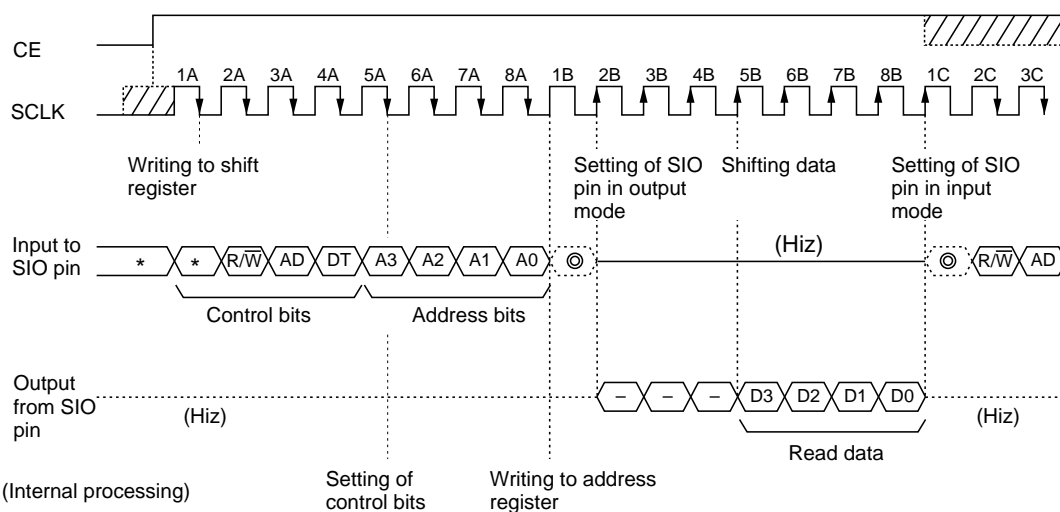 CE
1A 2A 3A 4A 5A 6A 7A 8A 1B 2B 3B 4B 5B 6B 7B 8B 1C 2C 3C
SCLK
Writing to shift
register
Setting of SIO
pin in output
mode
Shifting data
Setting of SIO
pin in input
mode
Input to
SIO pin
* * R/W̅ AD DT A3 A2 A1 A0 ◎ (Hiz) ◎ R/W̅ AD
Control bits
Address bits
Output
from SIO
pin
(Hiz)
– – – D3 D2 D1 D0
(Hiz)
Read data
(Internal processing)
Setting of
control bits
Writing to address
register